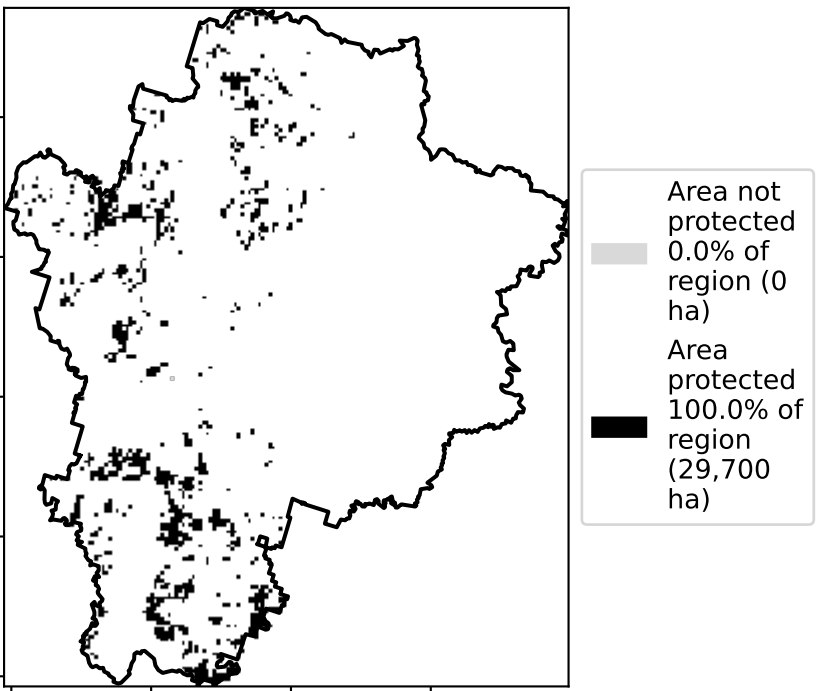 Area not
protected
0.0% of
region (0
ha)
Area
protected
100.0% of
region
(29,700
ha)